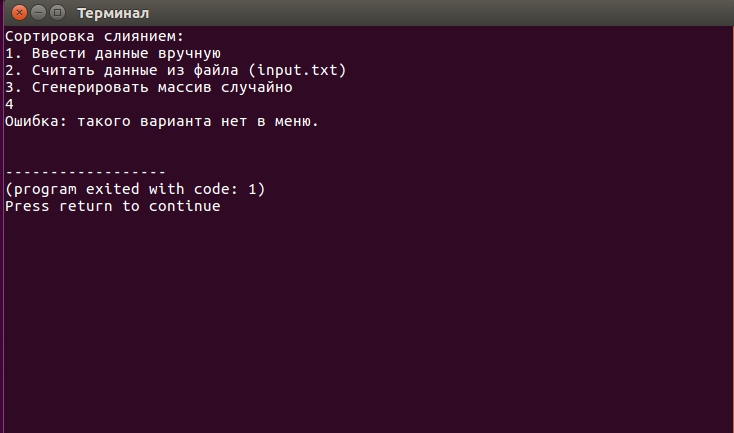 Терминал
Сортировка слиянием:
1. Ввести данные вручную
2. Считать данные из файла (input.txt)
3. Сгенерировать массив случайно
4
Ошибка: такого варианта нет в меню.
------------------
(program exited with code: 1)
Press return to continue